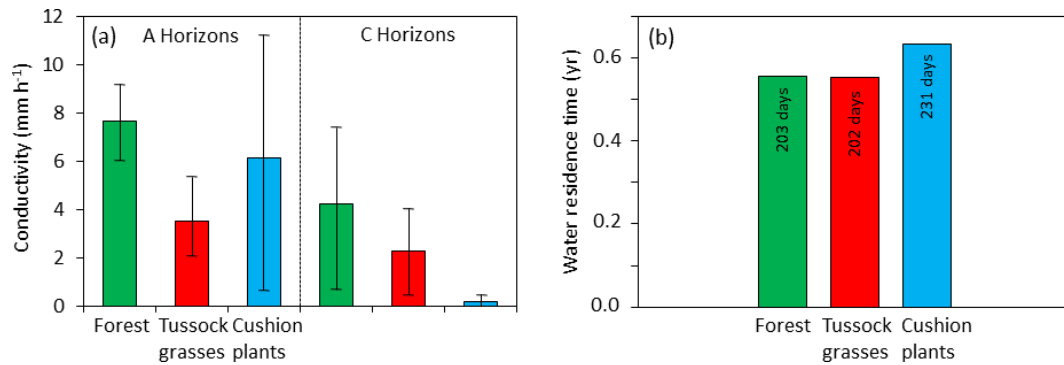 (a)
A Horizons
C Horizons
Conductivity (mm h⁻¹)
12
10
8
6
4
2
0
Forest Tussock Cushion
grasses plants
(b)
Water residence time (yr)
0.6
0.4
0.2
0.0
203 days
202 days
231 days
Forest Tussock Cushion
grasses plants